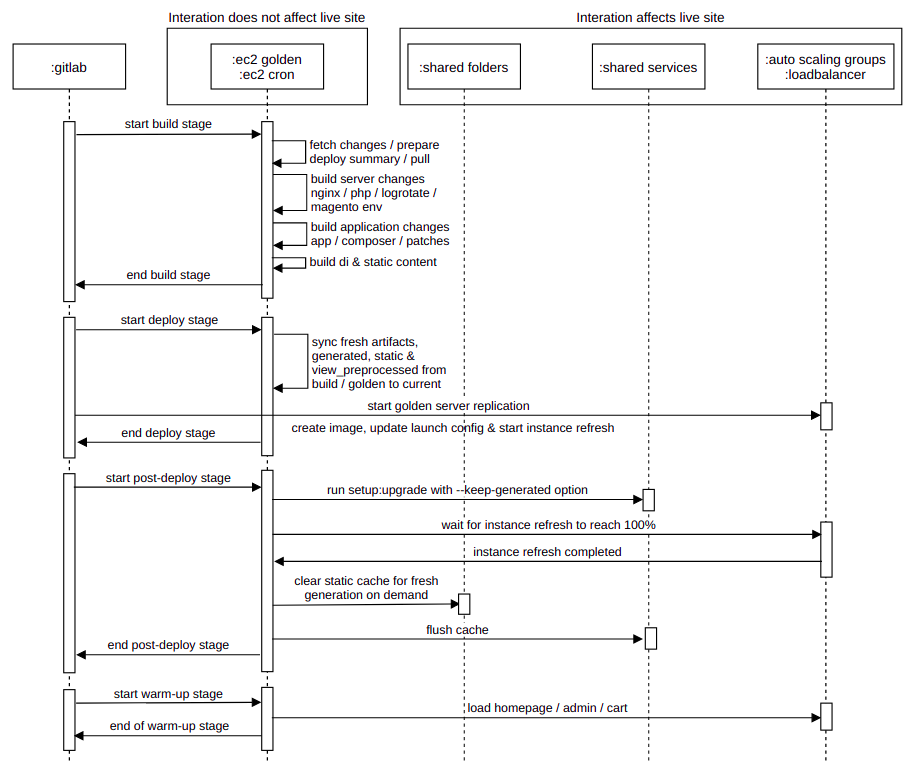 Interation does not affect live site
Interation affects live site
:gitlab
:ec2 golden
:ec2 cron
:shared folders
:shared services
:auto scaling groups
:loadbalancer
start build stage
fetch changes / prepare
deploy summary / pull
build server changes
nginx / php / logrotate /
magento env
build application changes
app / composer / patches
build di & static content
end build stage
start deploy stage
sync fresh artifacts,
generated, static &
view_preprocessed from
build / golden to current
start golden server replication
create image, update launch config & start instance refresh
end deploy stage
start post-deploy stage
run setup:upgrade with --keep-generated option
wait for instance refresh to reach 100%
instance refresh completed
clear static cache for fresh
generation on demand
flush cache
end post-deploy stage
start warm-up stage
load homepage / admin / cart
end of warm-up stage